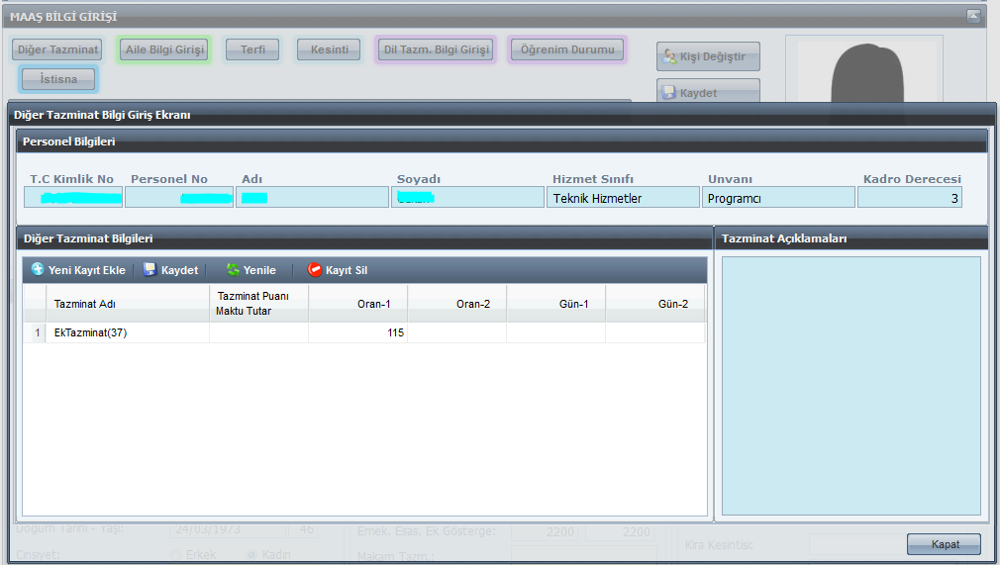 MAAŞ BİLGİ GİRİŞİ
Diğer Tazminat Aile Bilgi Girişi Terfi Kesinti Dil Tazm. Bilgi Girişi Öğrenim Durumu
İstisna
Kişi Değiştir
Kaydet
Diğer Tazminat Bilgi Giriş Ekranı
Personel Bilgileri
T.C Kimlik No Personel No Adı Soyadı Hizmet Sınıfı Unvanı Kadro Derecesi
Teknik Hizmetler Programcı 3
Diğer Tazminat Bilgileri
Tazminat Açıklamaları
Yeni Kayıt Ekle Kaydet Yenile Kayıt Sil
Tazminat Adı Tazminat Puanı Maktu Tutar Oran-1 Oran-2 Gün-1 Gün-2
1 EkTazminat(37) 115
Doğum Tarihi - Yaşı: 24/03/1973 46 Emek. Esas. Ek Gösterge: 2200 2200
Cinsiyet: Erkek Kadın Makam Tazm.: Kira Kesintisi:
Kapat